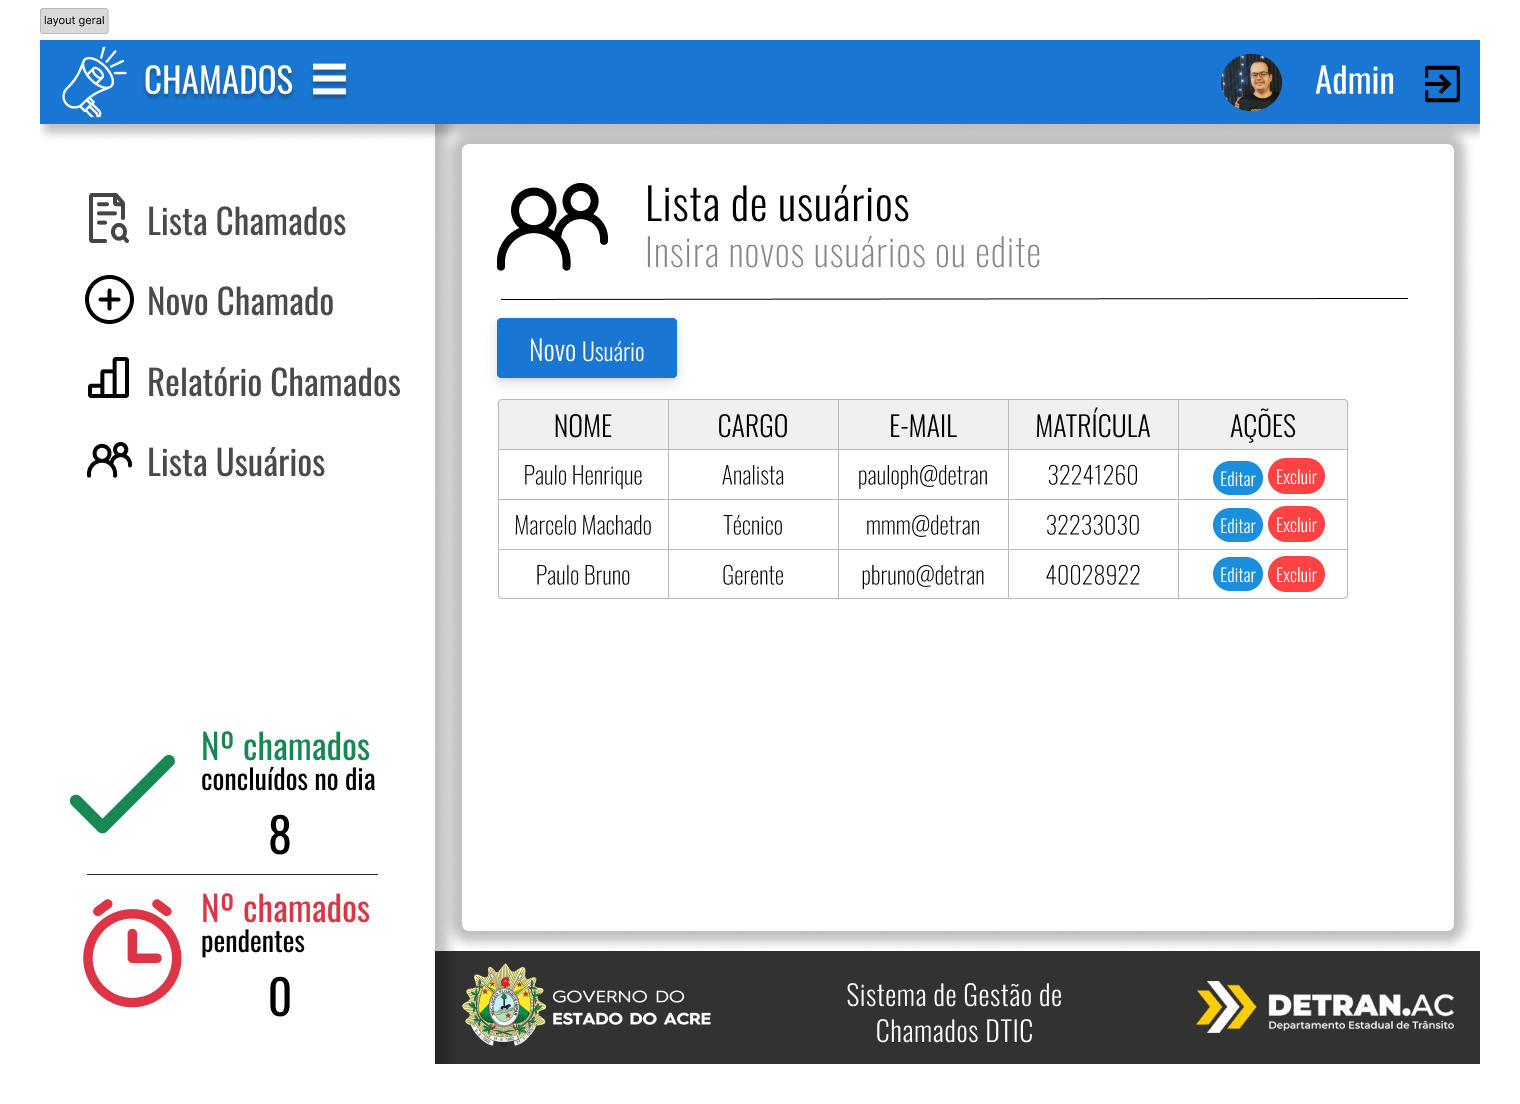 layout geral
CHAMADOS
Admin
Lista Chamados
Novo Chamado
Relatório Chamados
Lista Usuários
Nº chamados
concluídos no dia
8
Nº chamados
pendentes
0
Lista de usuários
Insira novos usuários ou edite
Novo Usuário
NOME CARGO E-MAIL MATRÍCULA AÇÕES
Paulo Henrique Analista pauloph@detran 32241260 Editar Excluir
Marcelo Machado Técnico mmm@detran 32233030 Editar Excluir
Paulo Bruno Gerente pbruno@detran 40028922 Editar Excluir
GOVERNO DO
ESTADO DO ACRE
Sistema de Gestão de
Chamados DTIC
DETRAN.AC
Departamento Estadual de Trânsito